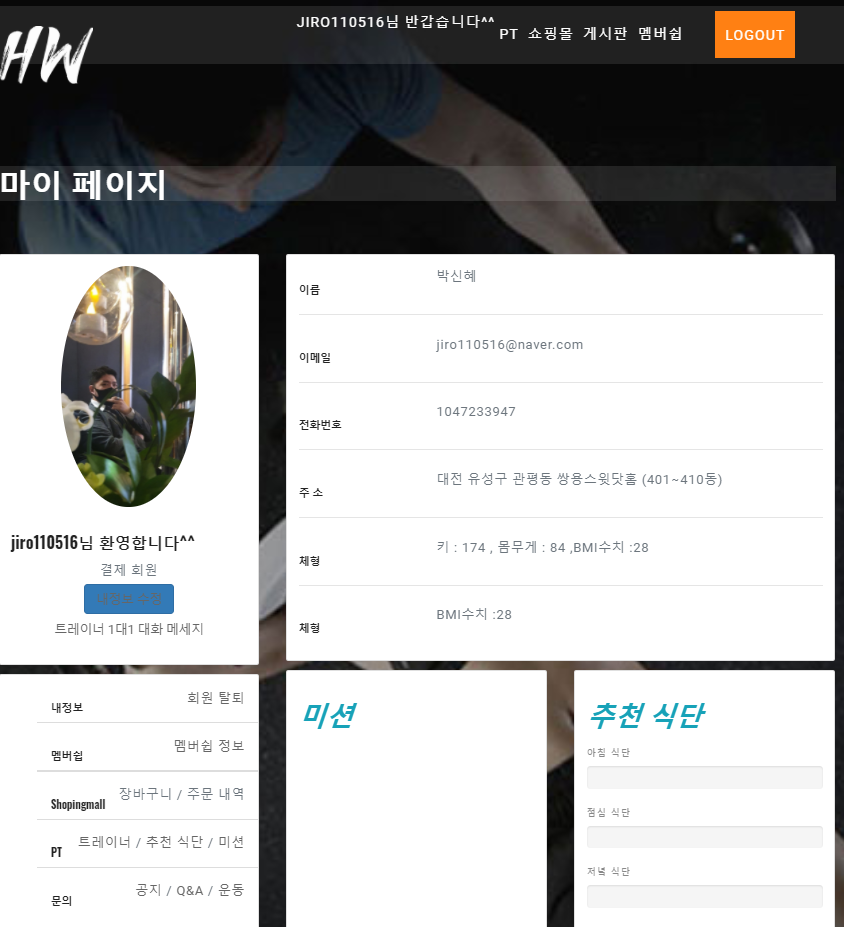 HW
JIRO110516님 반갑습니다^^
PT 쇼핑몰 게시판 멤버쉽
LOGOUT
마이 페이지
jiro110516님 환영합니다^^
결제 회원
내정보 수정
트레이너 1대1 대화 메세지
이름 박신혜
이메일 jiro110516@naver.com
전화번호 1047233947
주 소 대전 유성구 관평동 쌍용스윗닷홈 (401~410동)
체형 키 : 174 , 몸무게 : 84 ,BMI수치 :28
체형 BMI수치 :28
내정보 회원 탈퇴
멤버쉽 멤버쉽 정보
Shopingmall 장바구니 / 주문 내역
PT 트레이너 / 추천 식단 / 미션
문의 공지 / Q&A / 운동
미션
추천 식단
아침 식단
점심 식단
저녁 식단